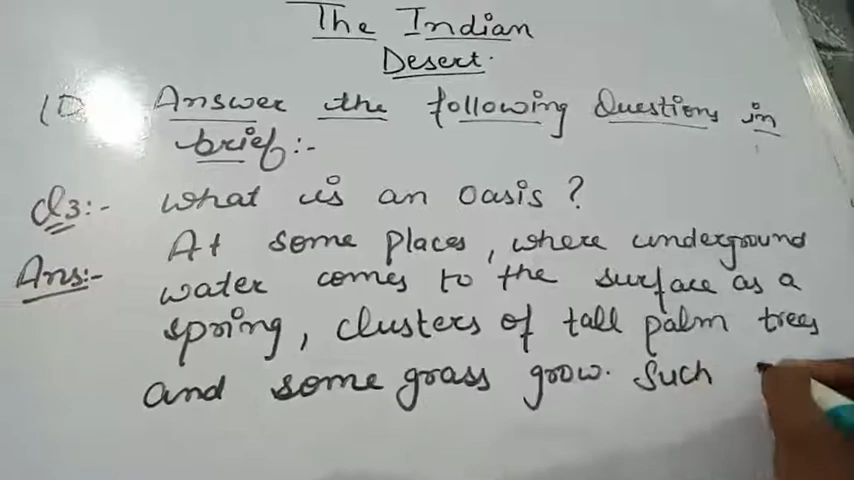 The Indian
Desert.
(D) Answer the following Questions in
brief:-
Q3:- What is an Oasis ?
Ans:- At some places, where underground
water comes to the surface as a
spring, clusters of tall palm trees
and some grass grow. Such